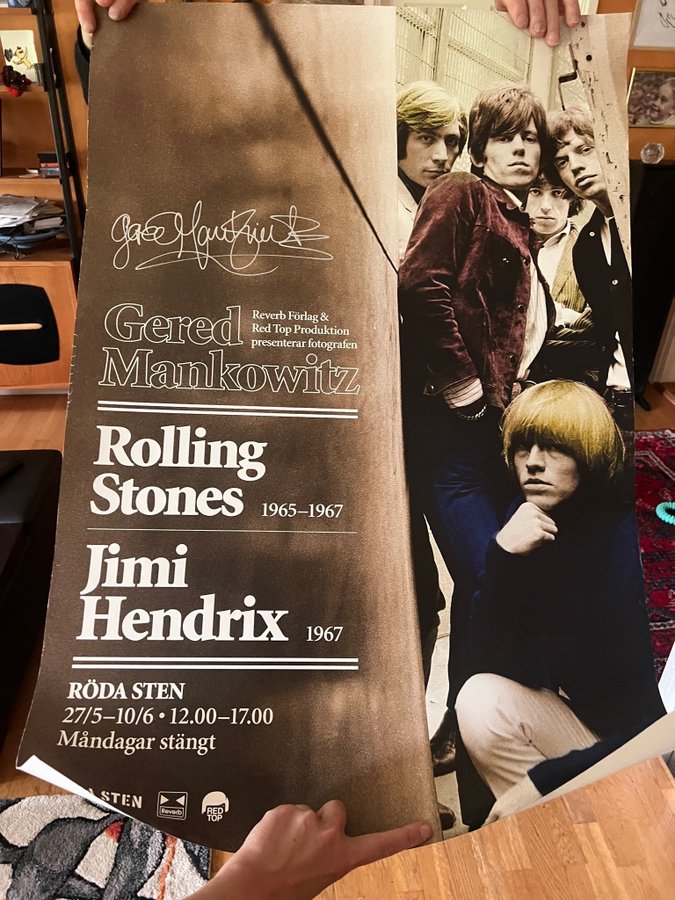 Gered Mankowitz
Gered
Mankowitz
Reverb Förlag &
Red Top Produktion
presenterar fotografen
Rolling
Stones 1965–1967
Jimi
Hendrix 1967
RÖDA STEN
27/5–10/6 • 12.00–17.00
Måndagar stängt
A STEN
Reverb
RED
TOP